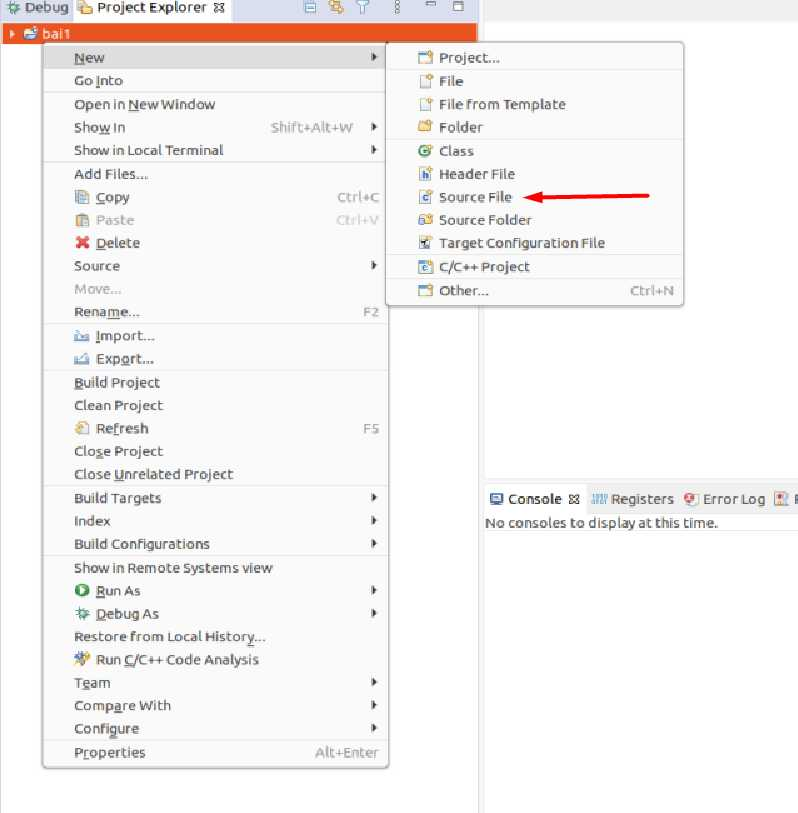 Debug Project Explorer
bai1
New
Go Into
Open in New Window
Show In Shift+Alt+W
Show in Local Terminal
Add Files...
Copy Ctrl+C
Paste Ctrl+V
Delete
Source
Move...
Rename... F2
Import...
Export...
Build Project
Clean Project
Refresh F5
Close Project
Close Unrelated Project
Build Targets
Index
Build Configurations
Show in Remote Systems view
Run As
Debug As
Restore from Local History...
Run C/C++ Code Analysis
Team
Compare With
Configure
Properties Alt+Enter
Project...
File
File from Template
Folder
Class
Header File
Source File
Source Folder
Target Configuration File
C/C++ Project
Other... Ctrl+N
Console Registers Error Log
No consoles to display at this time.